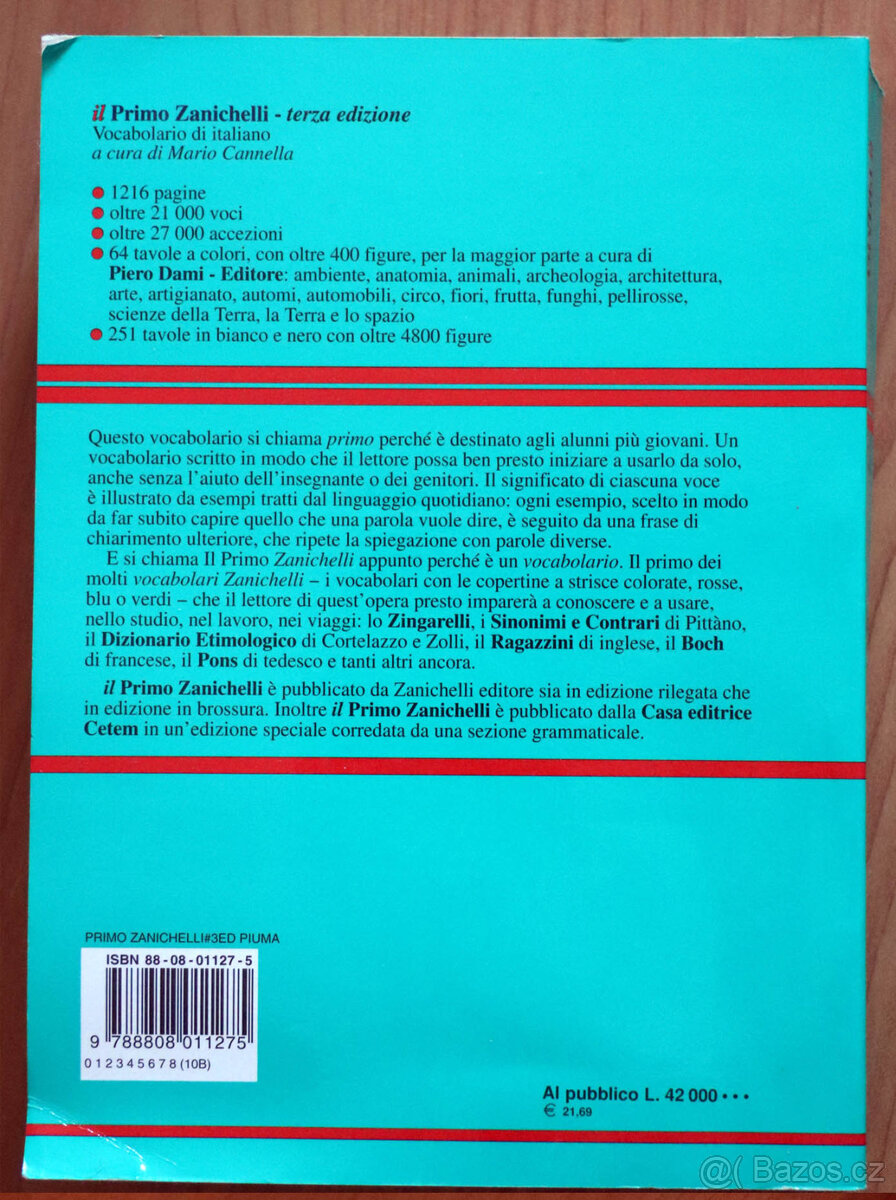 il Primo Zanichelli - terza edizione
Vocabolario di italiano
a cura di Mario Cannella
● 1216 pagine
● oltre 21 000 voci
● oltre 27 000 accezioni
● 64 tavole a colori, con oltre 400 figure, per la maggior parte a cura di
Piero Dami - Editore: ambiente, anatomia, animali, archeologia, architettura,
arte, artigianato, automi, automobili, circo, fiori, frutta, funghi, pellirosse,
scienze della Terra, la Terra e lo spazio
● 251 tavole in bianco e nero con oltre 4800 figure
Questo vocabolario si chiama primo perché è destinato agli alunni più giovani. Un
vocabolario scritto in modo che il lettore possa ben presto iniziare a usarlo da solo,
anche senza l'aiuto dell'insegnante o dei genitori. Il significato di ciascuna voce
è illustrato da esempi tratti dal linguaggio quotidiano: ogni esempio, scelto in modo
da far subito capire quello che una parola vuole dire, è seguito da una frase di
chiarimento ulteriore, che ripete la spiegazione con parole diverse.
E si chiama Il Primo Zanichelli appunto perché è un vocabolario. Il primo dei
molti vocabolari Zanichelli – i vocabolari con le copertine a strisce colorate, rosse,
blu o verdi – che il lettore di quest'opera presto imparerà a conoscere e a usare,
nello studio, nel lavoro, nei viaggi: lo Zingarelli, i Sinonimi e Contrari di Pittàno,
il Dizionario Etimologico di Cortelazzo e Zolli, il Ragazzini di inglese, il Boch
di francese, il Pons di tedesco e tanti altri ancora.
il Primo Zanichelli è pubblicato da Zanichelli editore sia in edizione rilegata che
in edizione in brossura. Inoltre il Primo Zanichelli è pubblicato dalla Casa editrice
Cetem in un'edizione speciale corredata da una sezione grammaticale.
PRIMO ZANICHELLI#3ED PIUMA
ISBN 88-08-01127-5
9 788808 011275
0 1 2 3 4 5 6 7 8 (10B)
Al pubblico L. 42 000 •••
€ 21,69
@( Bazos.cz